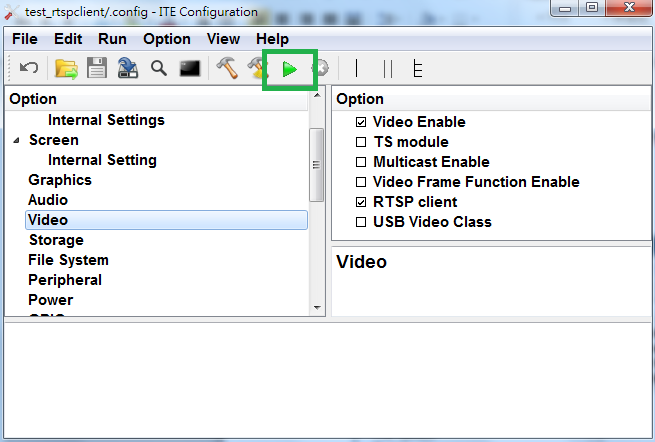 test_rtspclient/.config - ITE Configuration
File Edit Run Option View Help
Option
Internal Settings
Screen
Internal Setting
Graphics
Audio
Video
Storage
File System
Peripheral
Power
Option
Video Enable
TS module
Multicast Enable
Video Frame Function Enable
RTSP client
USB Video Class
Video